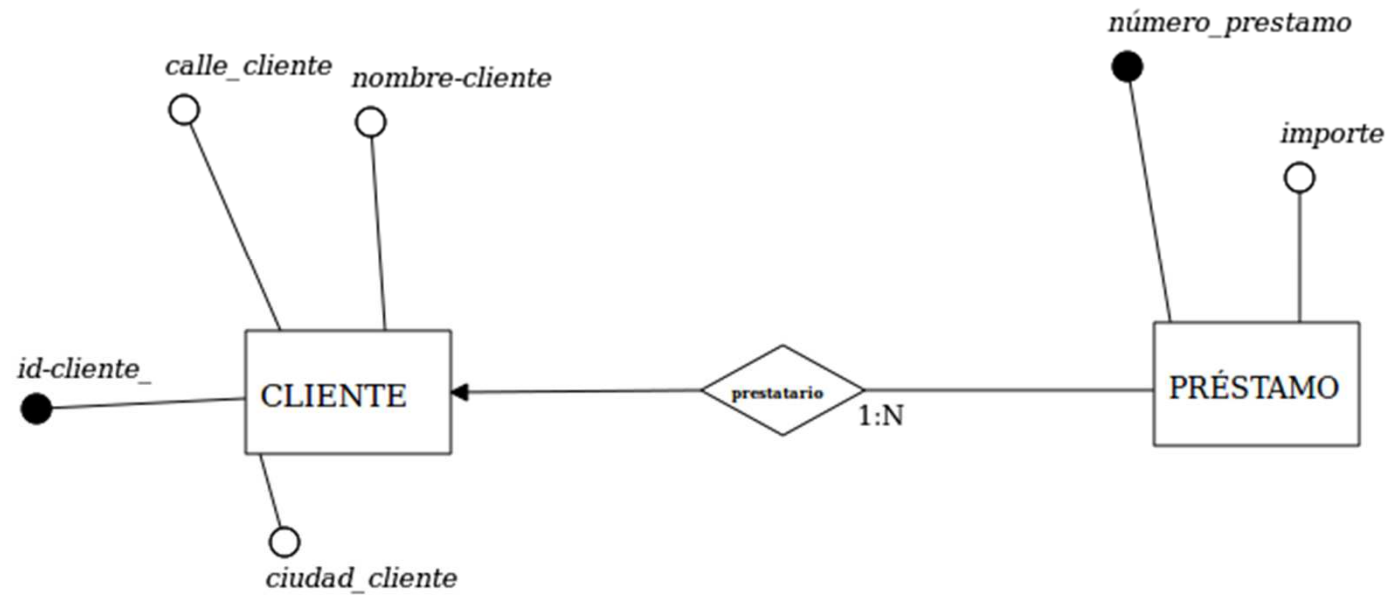 número_prestamo
calle_cliente
nombre-cliente
importe
id-cliente_
CLIENTE
prestatario
1:N
PRÉSTAMO
ciudad_cliente